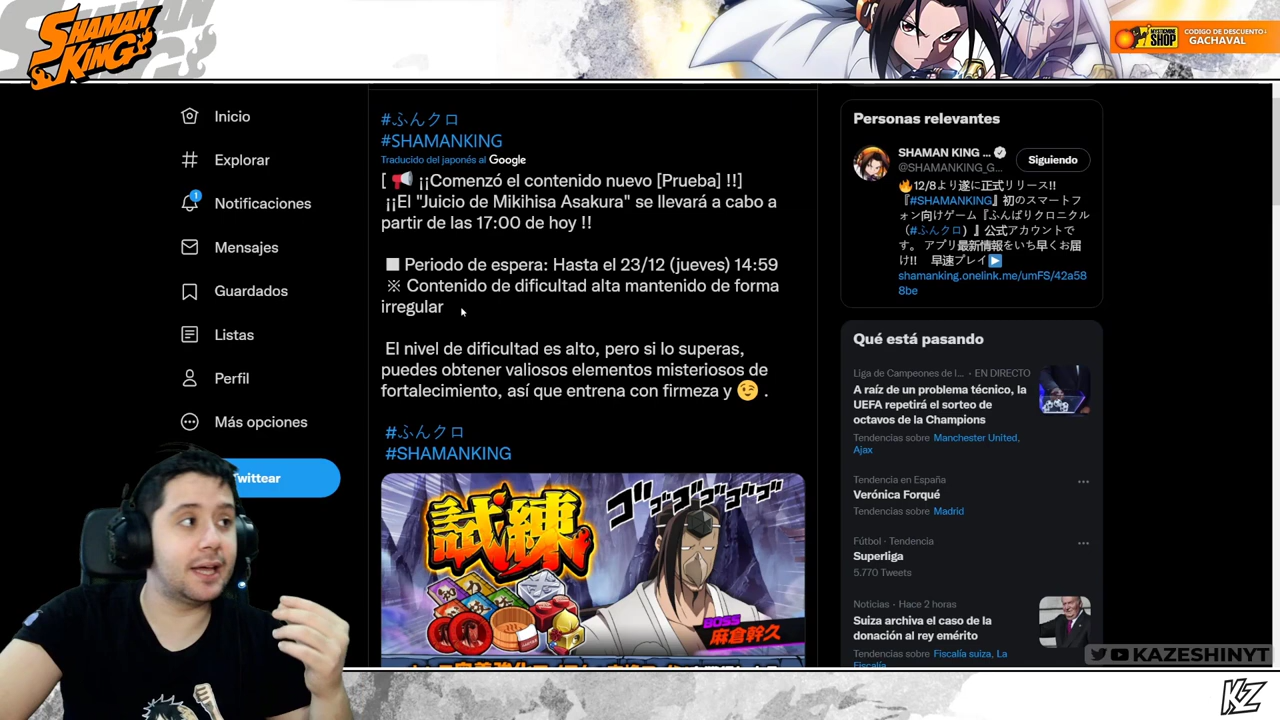 SHAMAN
KING
MYSTICMINE
SHOP
CODIGO DE DESCUENTO↓
GACHAVAL
Inicio
Explorar
1
Notificaciones
Mensajes
Guardados
Listas
Perfil
Más opciones
Twittear
#ふんクロ
#SHAMANKING
Traducido del japonés al Google
[ 📢 ¡¡Comenzó el contenido nuevo [Prueba] !!]
¡¡El "Juicio de Mikihisa Asakura" se llevará a cabo a
partir de las 17:00 de hoy !!
■ Periodo de espera: Hasta el 23/12 (jueves) 14:59
※ Contenido de dificultad alta mantenido de forma
irregular
El nivel de dificultad es alto, pero si lo superas,
puedes obtener valiosos elementos misteriosos de
fortalecimiento, así que entrena con firmeza y 😉 .
#ふんクロ
#SHAMANKING
試練
ゴゴゴゴゴゴ
BOSS
麻倉幹久
Personas relevantes
SHAMAN KING ...
@SHAMANKING_G...
Siguiendo
🔥12/8より遂に正式リリース!!
『#SHAMANKING』初のスマートフ
ォン向けゲーム『ふんばりクロニクル
（#ふんクロ）』公式アカウントで
す。 アプリ最新情報をいち早くお届
け!! 早速プレイ▶
shamanking.onelink.me/umFS/42a58
8be
Qué está pasando
Liga de Campeones de l... · EN DIRECTO
A raíz de un problema técnico, la
UEFA repetirá el sorteo de
octavos de la Champions
Tendencias sobre Manchester United,
Ajax
Tendencia en España
Verónica Forqué
Tendencias sobre Madrid
Fútbol · Tendencia
Superliga
5.770 Tweets
Noticias · Hace 2 horas
Suiza archiva el caso de la
donación al rey emérito
Tendencias sobre Fiscalía suiza, La
Fiscalía
KAZESHINYT
KZ